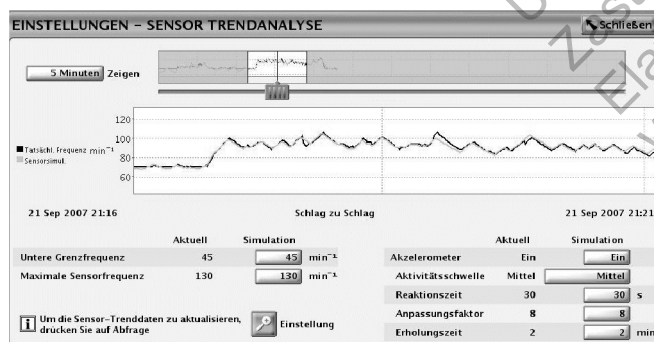 EINSTELLUNGEN – SENSOR TRENDANALYSE
Schließen
5 Minuten Zeigen
120
100
80
60
Tatsächl. Frequenz min⁻¹
Sensorsimul.
21 Sep 2007 21:16 Schlag zu Schlag 21 Sep 2007 21:21
Aktuell Simulation
Untere Grenzfrequenz 45 45 min⁻¹
Maximale Sensorfrequenz 130 130 min⁻¹
Um die Sensor-Trenddaten zu aktualisieren,
drücken Sie auf Abfrage
Einstellung
Aktuell Simulation
Akzelerometer Ein Ein
Aktivitätsschwelle Mittel Mittel
Reaktionszeit 30 30 s
Anpassungsfaktor 8 8
Erholungszeit 2 2 min